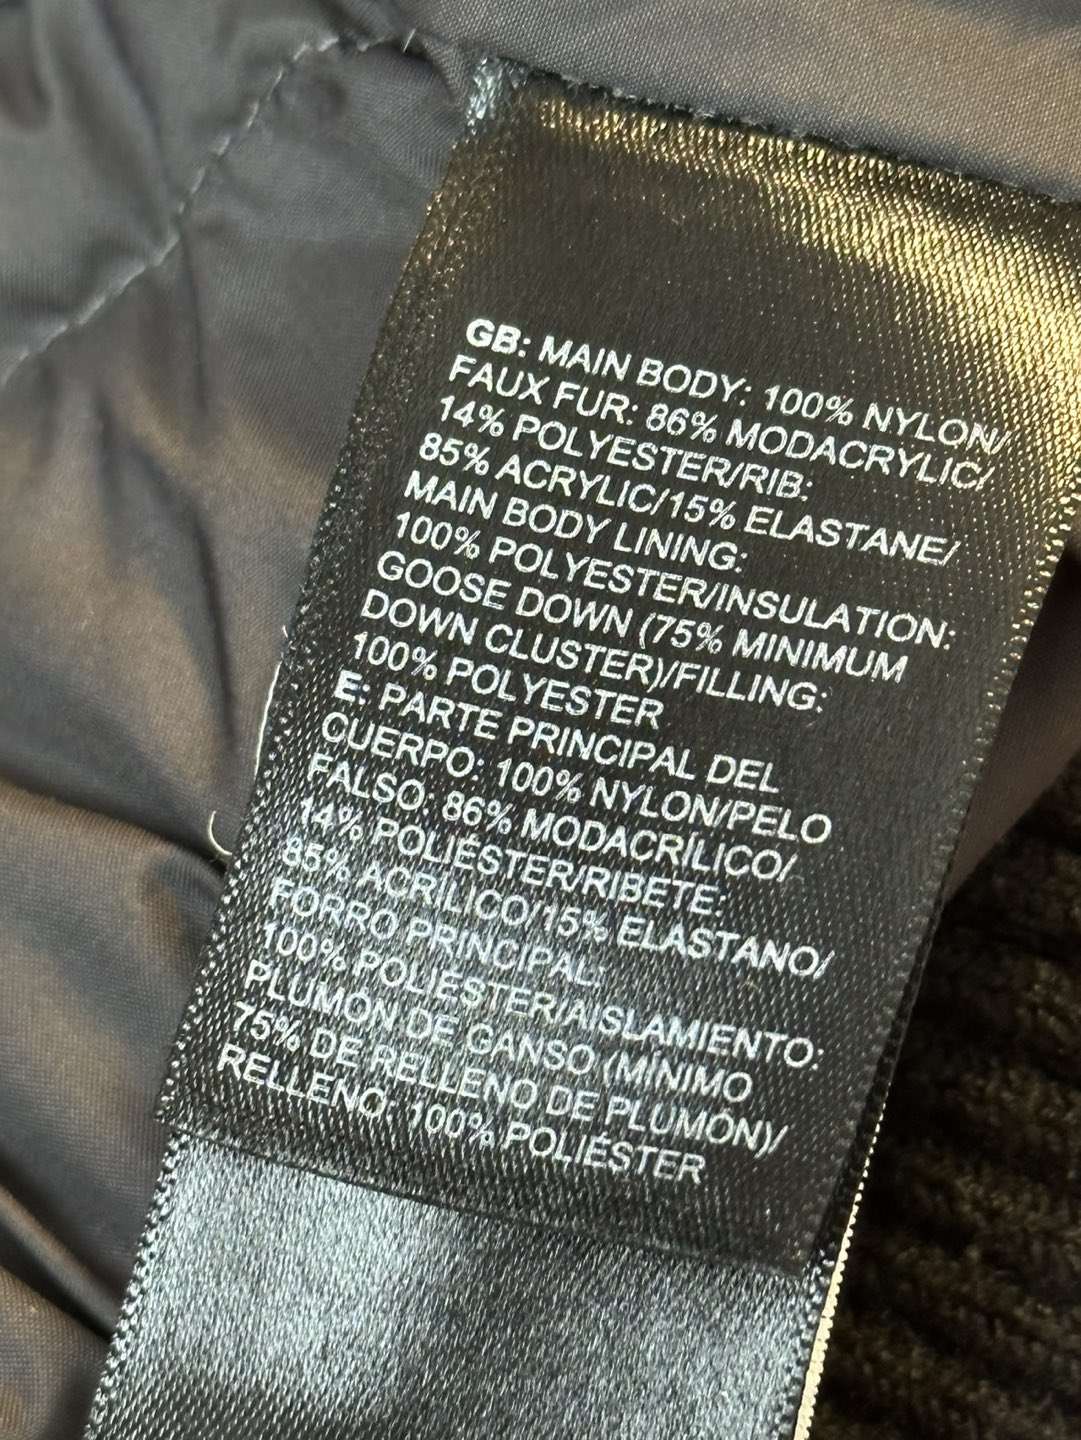 GB: MAIN BODY: 100% NYLON/
FAUX FUR: 86% MODACRYLIC/
14% POLYESTER/RIB:
85% ACRYLIC/15% ELASTANE/
MAIN BODY LINING:
100% POLYESTER/INSULATION:
GOOSE DOWN (75% MINIMUM
DOWN CLUSTER)/FILLING:
100% POLYESTER
E: PARTE PRINCIPAL DEL
CUERPO: 100% NYLON/PELO
FALSO: 86% MODACRÍLICO/
14% POLIÉSTER/RIBETE:
85% ACRÍLICO/15% ELASTANO/
FORRO PRINCIPAL:
100% POLIÉSTER/AISLAMIENTO:
PLUMÓN DE GANSO (MÍNIMO
75% DE RELLENO DE PLUMÓN)/
RELLENO: 100% POLIÉSTER